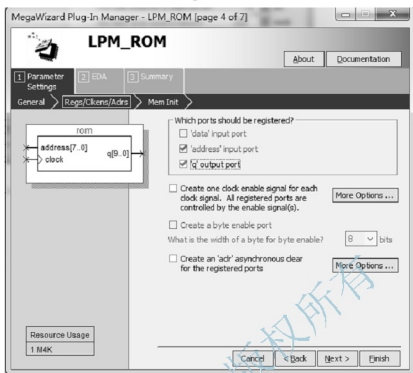 MegaWizard Plug-In Manager - LPM_ROM [page 4 of 7]
LPM_ROM
About
Documentation
1 Parameter Settings
2 EDA
3 Summary
General
Regs/Clkens/Adrs
Mem Init
rom
address[7..0]
clock
q[9..0]
Which ports should be registered?
'data' input port
'address' input port
'q' output port
Create one clock enable signal for each
clock signal. All registered ports are
controlled by the enable signal(s).
More Options ...
Create a byte enable port
What is the width of a byte for byte enable?
8
bits
Create an 'aclr' asynchronous clear
for the registered ports
More Options ...
Resource Usage
1 M4K
Cancel
< Back
Next >
Finish
版权所有